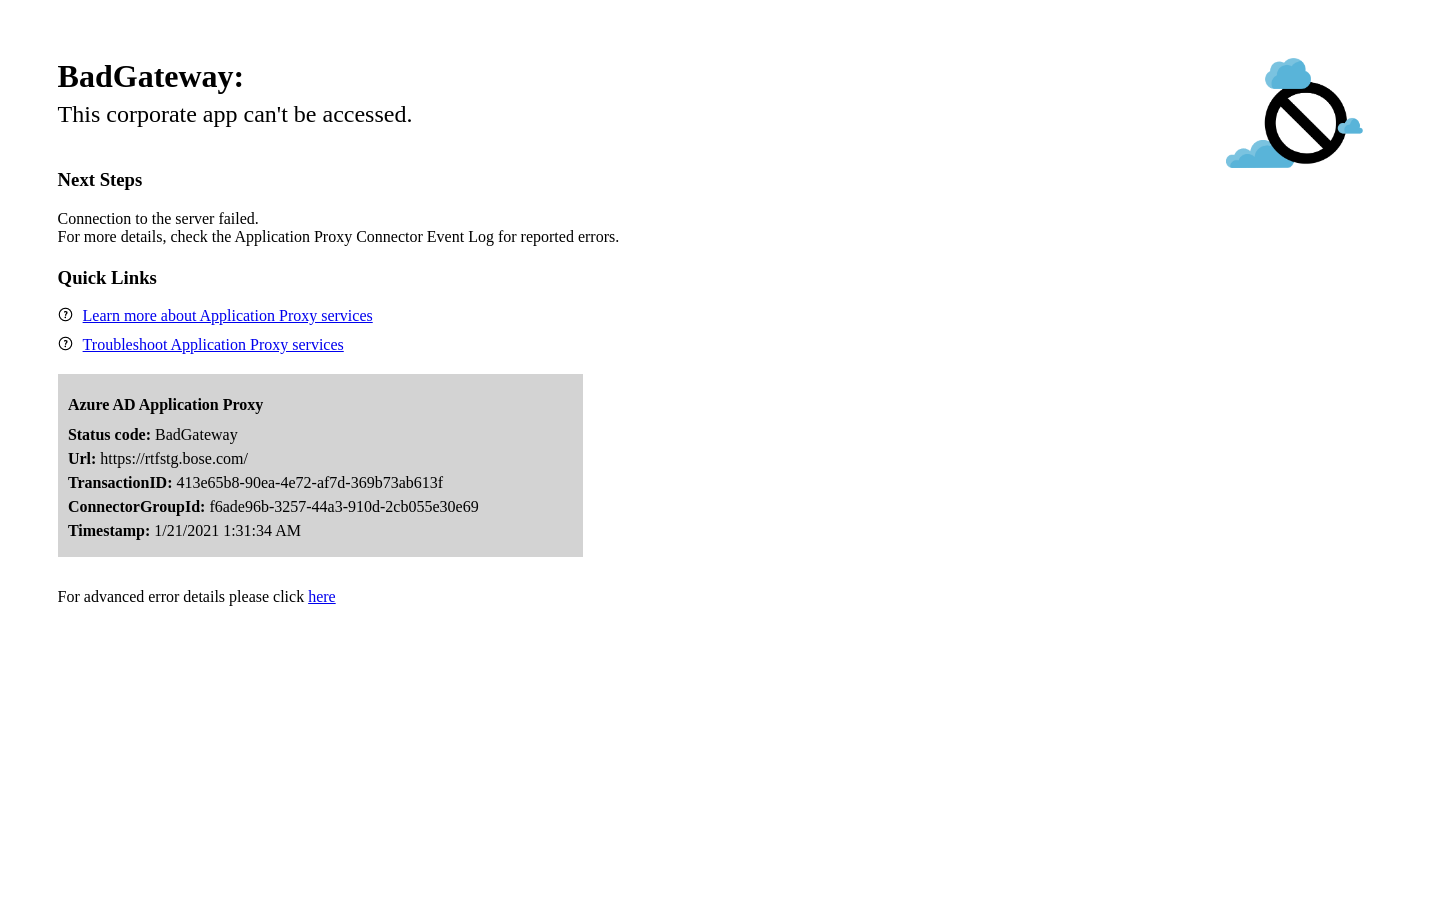 BadGateway:
This corporate app can't be accessed.
Next Steps
Connection to the server failed.
For more details, check the Application Proxy Connector Event Log for reported errors.
Quick Links
Learn more about Application Proxy services
Troubleshoot Application Proxy services
Azure AD Application Proxy
Status code: BadGateway
Url: https://rtfstg.bose.com/
TransactionID: 413e65b8-90ea-4e72-af7d-369b73ab613f
ConnectorGroupId: f6ade96b-3257-44a3-910d-2cb055e30e69
Timestamp: 1/21/2021 1:31:34 AM
For advanced error details please click here